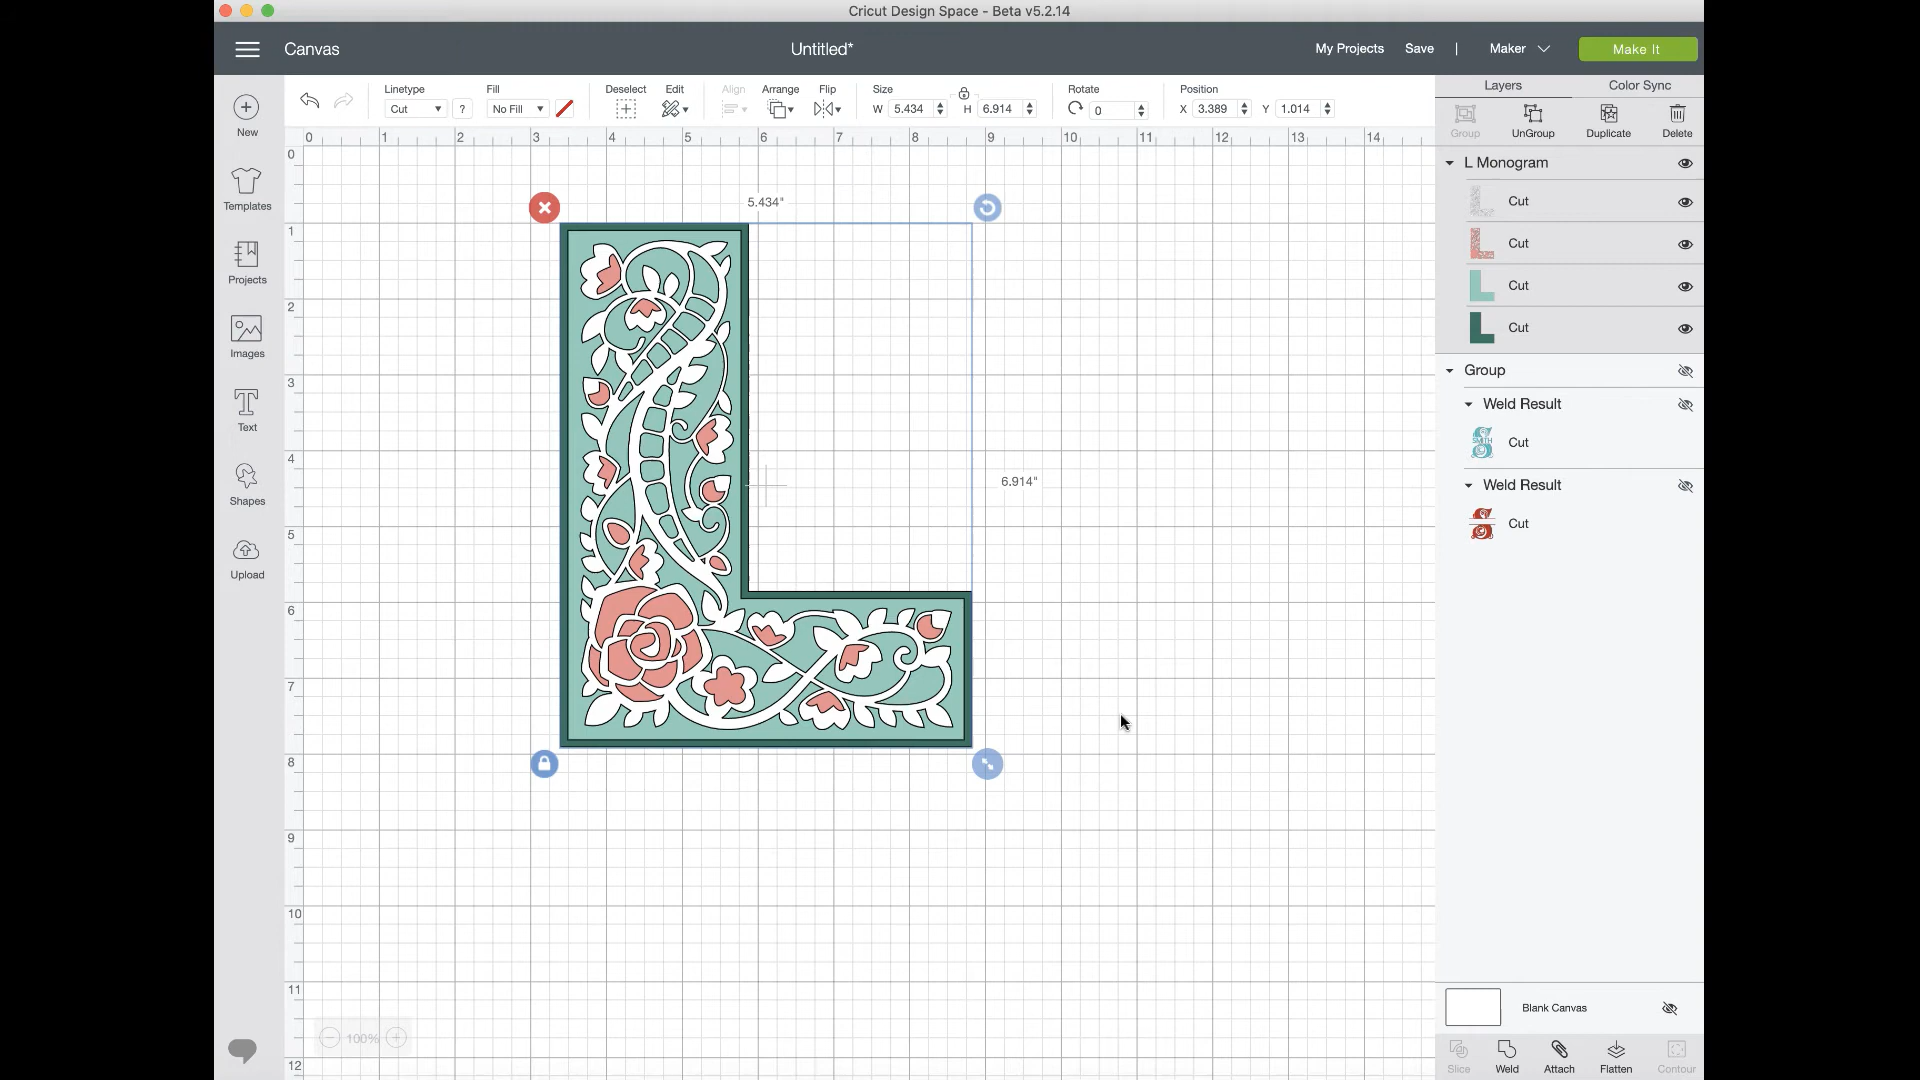 Cricut Design Space - Beta v5.2.14
Canvas
Untitled*
My Projects Save | Maker
Make It
Linetype Fill Deselect Edit Align Arrange Flip Size Rotate Position
Cut ? No Fill W 5.434 H 6.914 0 X 3.389 Y 1.014
Layers Color Sync
Group UnGroup Duplicate Delete
0 1 2 3 4 5 6 7 8 9 10 11 12 13 14
0
1
2
3
4
5
6
7
8
9
10
11
12
New
Templates
Projects
Images
Text
Shapes
Upload
5.434"
6.914"
100%
L Monogram
Cut
Cut
Cut
Cut
Group
Weld Result
SMITH
Cut
Weld Result
Cut
Blank Canvas
Slice Weld Attach Flatten Contour